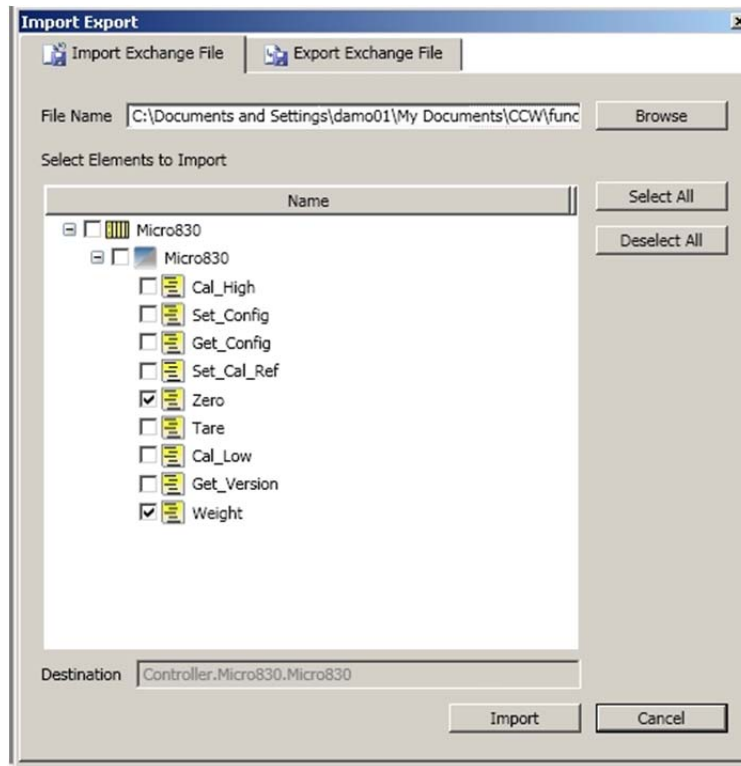 Import Export
Import Exchange File
Export Exchange File
File Name C:\Documents and Settings\damo01\My Documents\CCW\func Browse
Select Elements to Import
Name
Select All
Deselect All
Micro830
Micro830
Cal_High
Set_Config
Get_Config
Set_Cal_Ref
Zero
Tare
Cal_Low
Get_Version
Weight
Destination Controller.Micro830.Micro830
Import Cancel